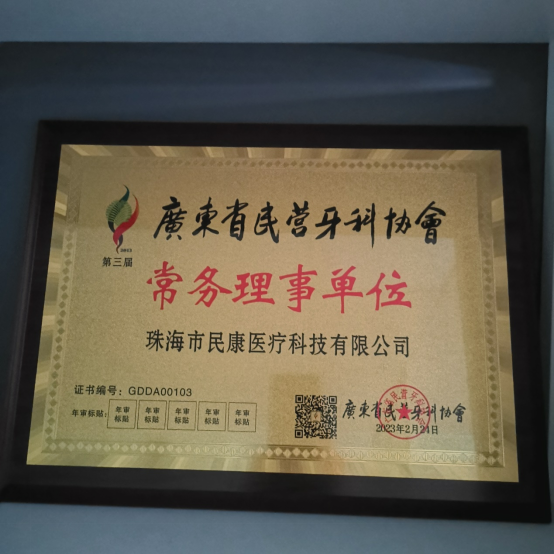 廣東省民营牙科协會
第三届
常务理事单位
珠海市民康医疗科技有限公司
证书编号：GDDA00103
年审标贴：
年审标贴 年审标贴 年审标贴 年审标贴 年审标贴
廣東省民营牙科协會
2023年2月21日